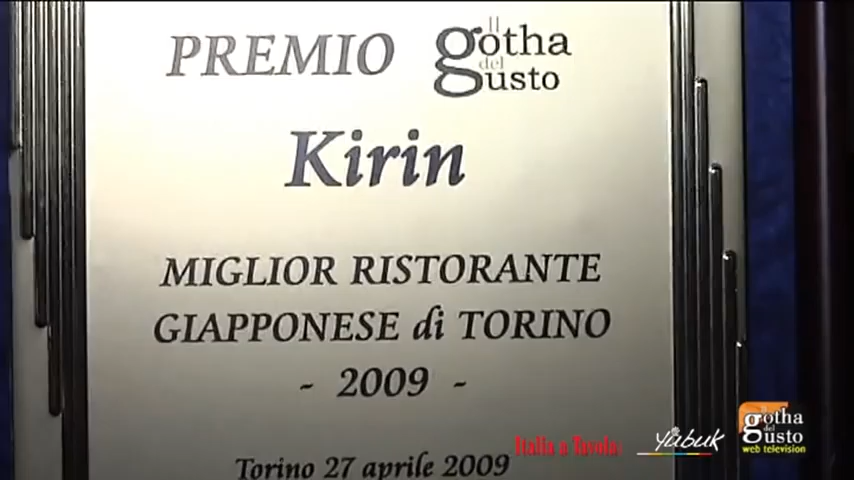 PREMIO Il gotha del gusto
Kirin
MIGLIOR RISTORANTE
GIAPPONESE di TORINO
- 2009 -
Torino 27 aprile 2009
Italia a Tavola
yabuk
gotha del gusto
web television